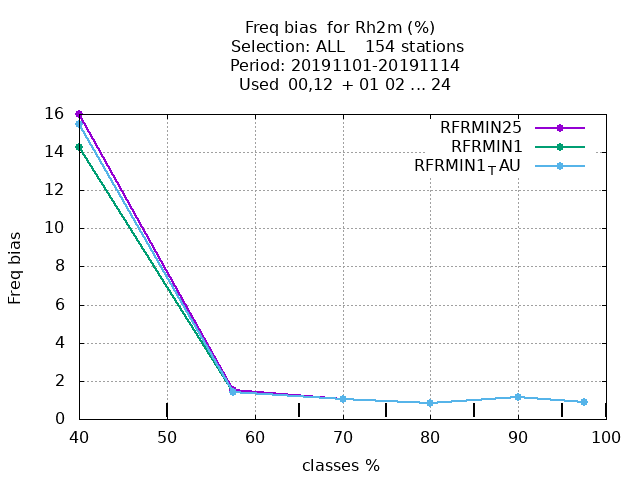 Freq bias  for Rh2m (%)
Selection: ALL    154 stations
Period: 20191101-20191114
Used  00,12  + 01 02 ... 24
16
14
12
10
8
6
4
2
0
Freq bias
RFRMIN25
RFRMIN1
RFRMIN1TAU
40 50 60 70 80 90 100
classes %